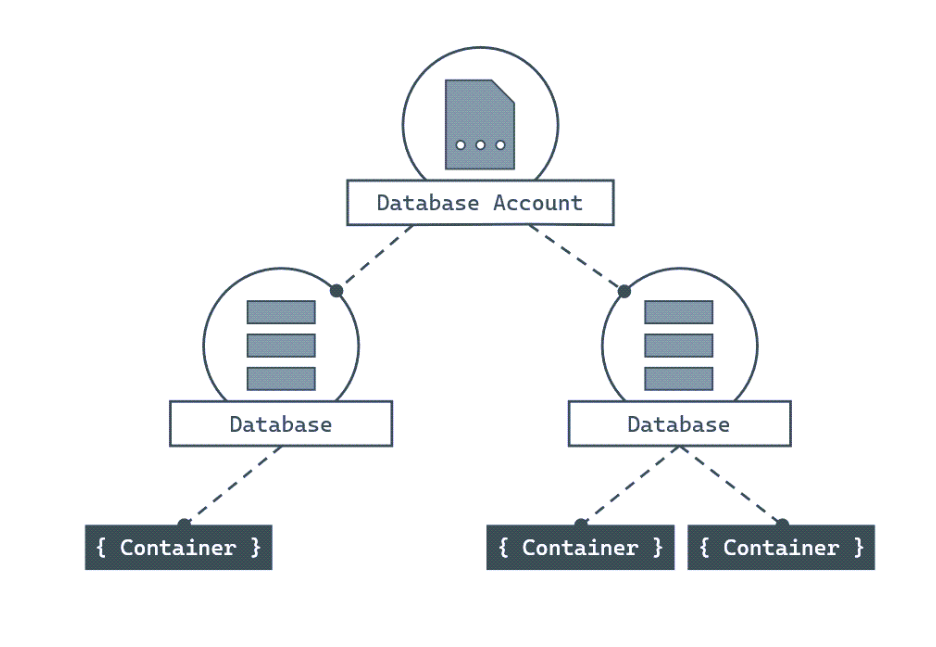 Database Account
Database
Database
{ Container }
{ Container }
{ Container }